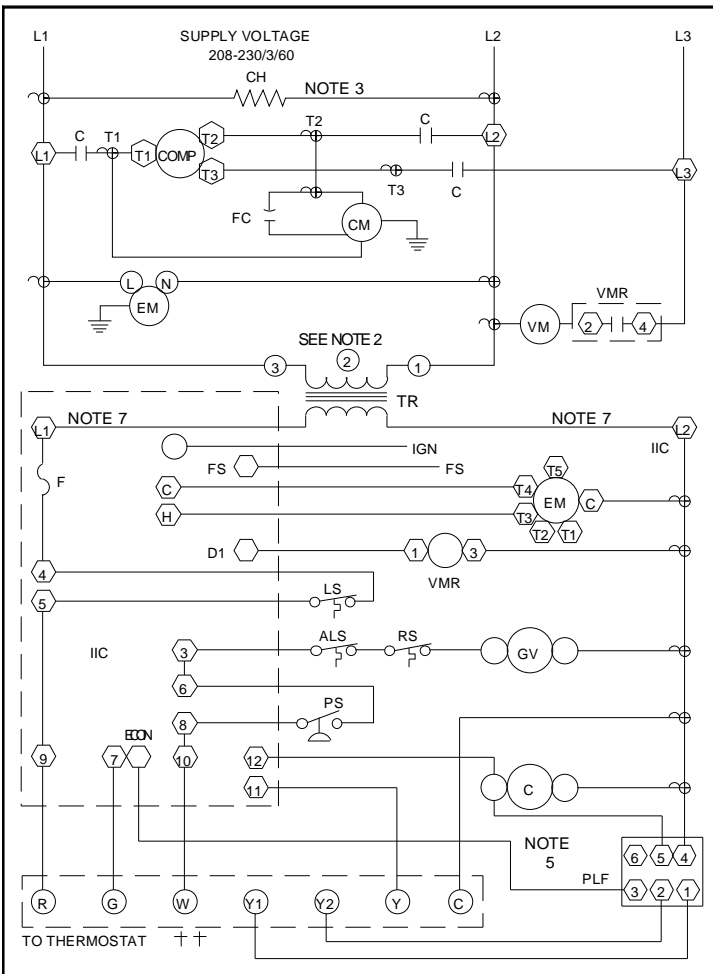 L1 SUPPLY VOLTAGE L2 L3
208-230/3/60
CH NOTE 3
C T1 T2 C
L1 T1 COMP T2 L2
T3 T3 C L3
FC CM
L N
EM
VMR
VM 2 4
SEE NOTE 2
3 2 1
TR
L1 NOTE 7 NOTE 7 L2
IGN IIC
F FS FS
C T4 T5 EM C
H T3 T2 T1
D1 1 3
VMR
4
5 LS
IIC 3 ALS RS GV
6
8 PS
ECON
9 7 10 12
11 C
NOTE
5
6 5 4
PLF 3 2 1
R G W Y1 Y2 Y C
TO THERMOSTAT ††